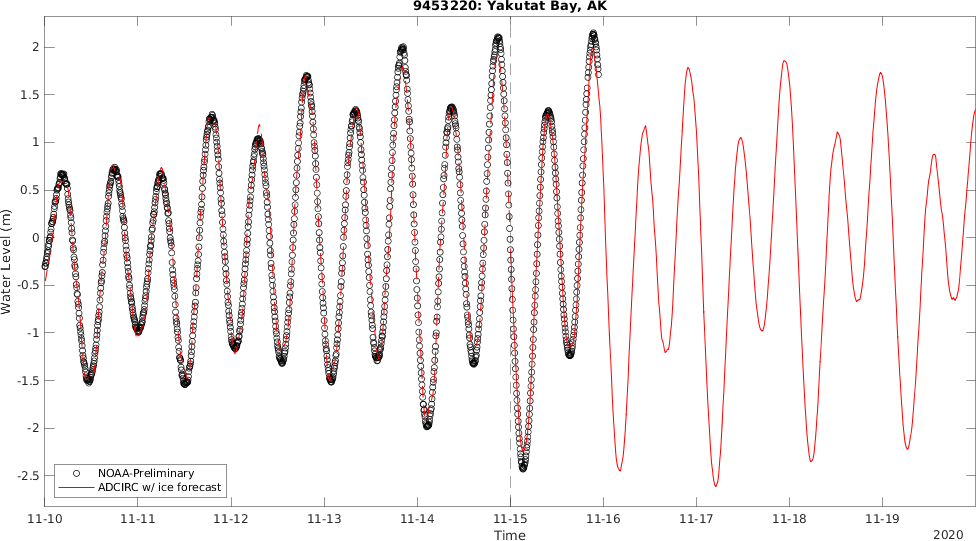 9453220: Yakutat Bay, AK
Water Level (m)
2
1.5
1
0.5
0
-0.5
-1
-1.5
-2
-2.5
NOAA-Preliminary
ADCIRC w/ ice forecast
11-10 11-11 11-12 11-13 11-14 11-15 11-16 11-17 11-18 11-19
Time
2020